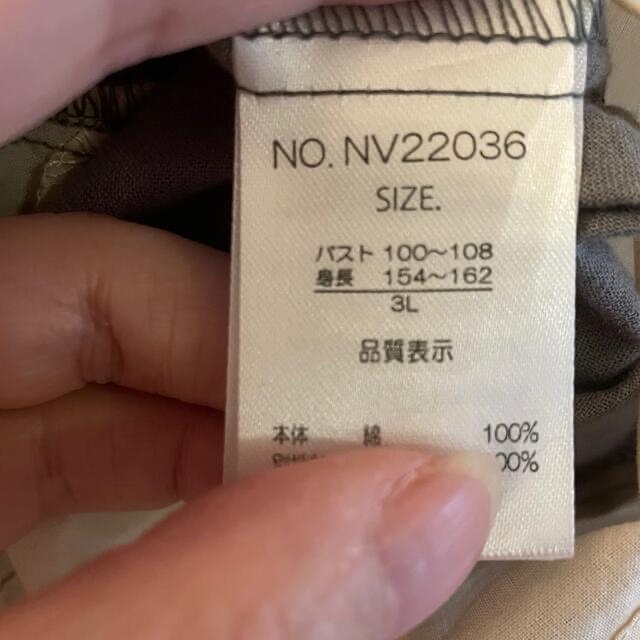 NO. NV22036
SIZE.
バスト 100～108
身長 154～162
3L
品質表示
本体 綿 100%